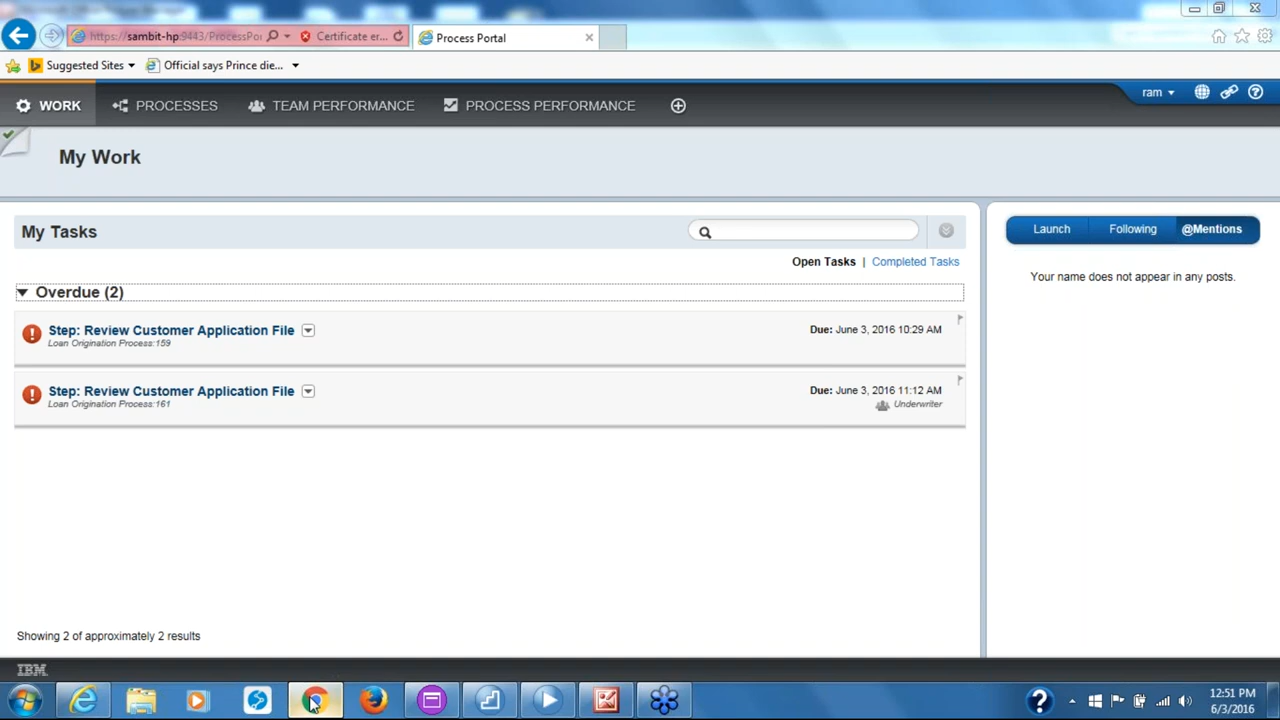 https://sambit-hp:9443/ProcessPor Certificate er... Process Portal
Suggested Sites Official says Prince die...
WORK PROCESSES TEAM PERFORMANCE PROCESS PERFORMANCE ram
My Work
My Tasks
Launch Following @Mentions
Open Tasks | Completed Tasks
Your name does not appear in any posts.
Overdue (2)
Step: Review Customer Application File Due: June 3, 2016 10:29 AM
Loan Origination Process:159
Step: Review Customer Application File Due: June 3, 2016 11:12 AM
Loan Origination Process:161 Underwriter
Showing 2 of approximately 2 results
IBM
12:51 PM
6/3/2016